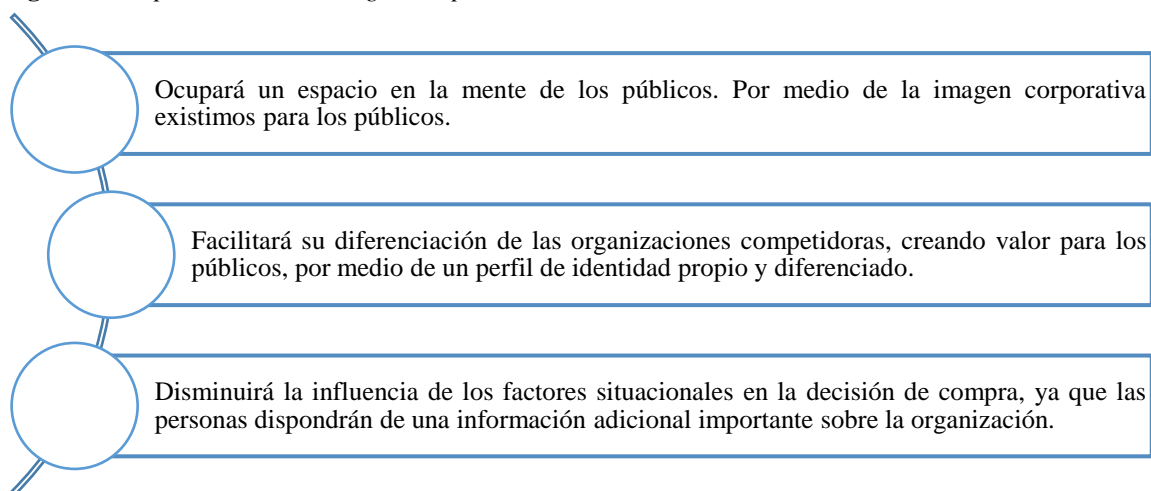 Ocupará un espacio en la mente de los públicos. Por medio de la imagen corporativa
existimos para los públicos.
Facilitará su diferenciación de las organizaciones competidoras, creando valor para los
públicos, por medio de un perfil de identidad propio y diferenciado.
Disminuirá la influencia de los factores situacionales en la decisión de compra, ya que las
personas dispondrán de una información adicional importante sobre la organización.